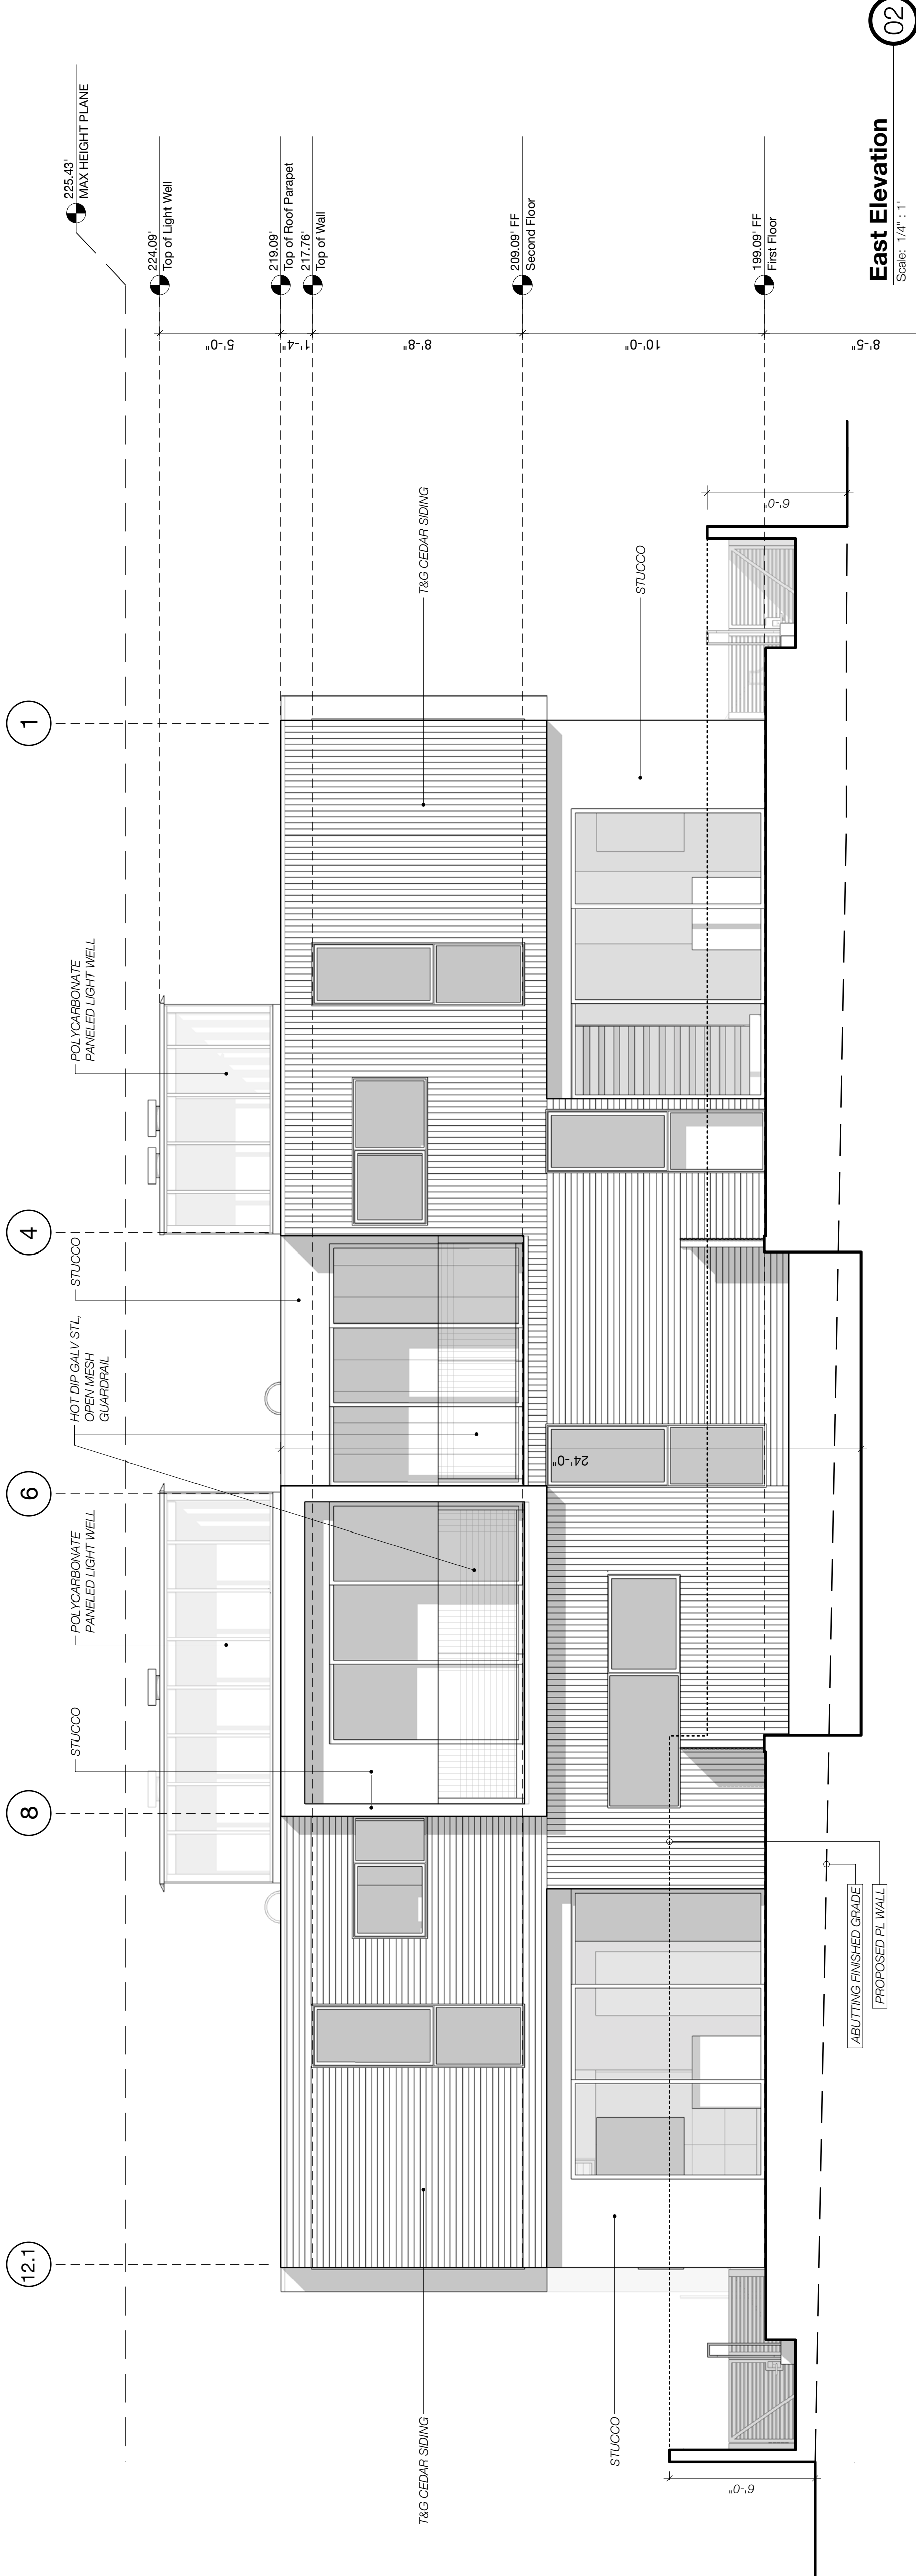 12.1
8
6
4
1
225.43'
MAX HEIGHT PLANE
STUCCO
POLYCARBONATE
PANELED LIGHT WELL
HOT DIP GALV STL,
OPEN MESH
GUARDRAIL
STUCCO
POLYCARBONATE
PANELED LIGHT WELL
224.09'
Top of Light Well
5'-0"
219.09'
Top of Roof Parapet
1'-4"
217.76'
Top of Wall
8'-8"
T&G CEDAR SIDING
T&G CEDAR SIDING
209.09' FF
Second Floor
24'-0"
10'-0"
STUCCO
STUCCO
199.09' FF
First Floor
6'-0"
6'-0"
8'-5"
ABUTTING FINISHED GRADE
PROPOSED PL WALL
East Elevation
Scale: 1/4" : 1'
02